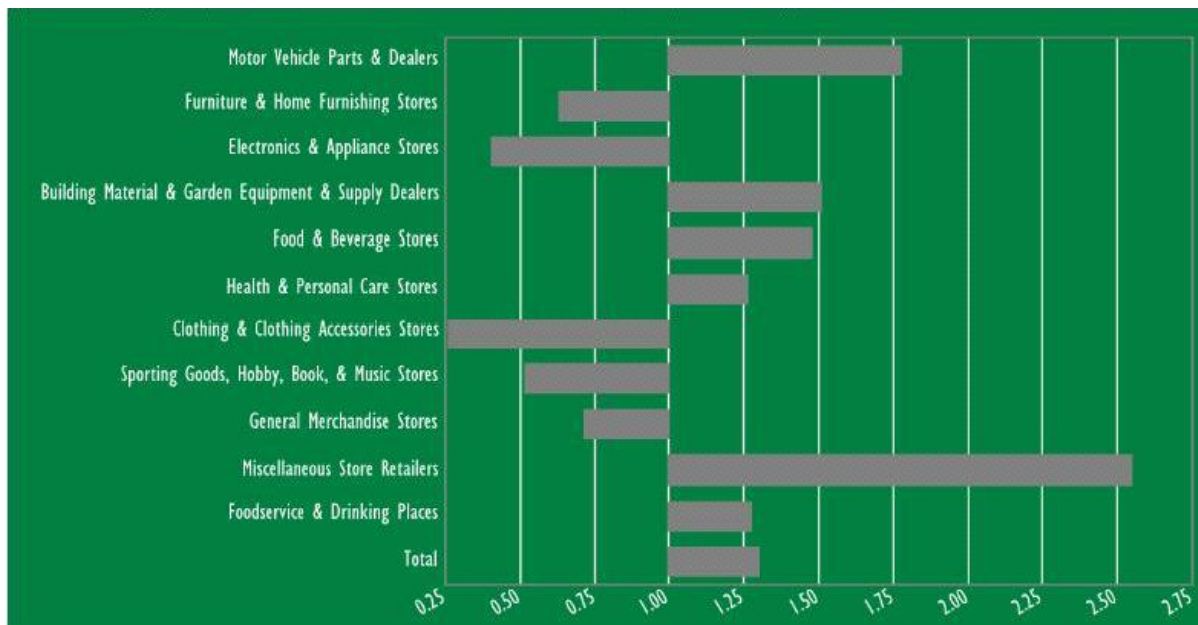 Motor Vehicle Parts & Dealers
Furniture & Home Furnishing Stores
Electronics & Appliance Stores
Building Material & Garden Equipment & Supply Dealers
Food & Beverage Stores
Health & Personal Care Stores
Clothing & Clothing Accessories Stores
Sporting Goods, Hobby, Book, & Music Stores
General Merchandise Stores
Miscellaneous Store Retailers
Foodservice & Drinking Places
Total
0.25 0.50 0.75 1.00 1.25 1.50 1.75 2.00 2.25 2.50 2.75